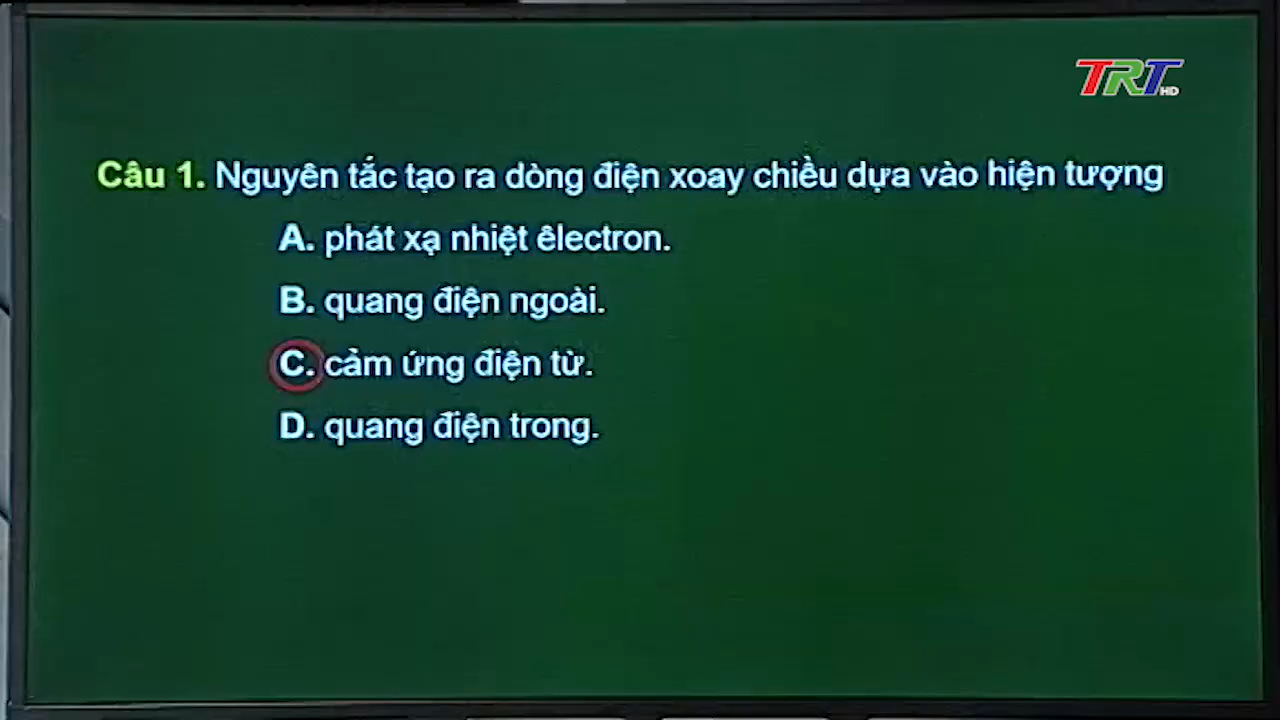 TRT HD
Câu 1. Nguyên tắc tạo ra dòng điện xoay chiều dựa vào hiện tượng
A. phát xạ nhiệt êlectron.
B. quang điện ngoài.
C. cảm ứng điện từ.
D. quang điện trong.